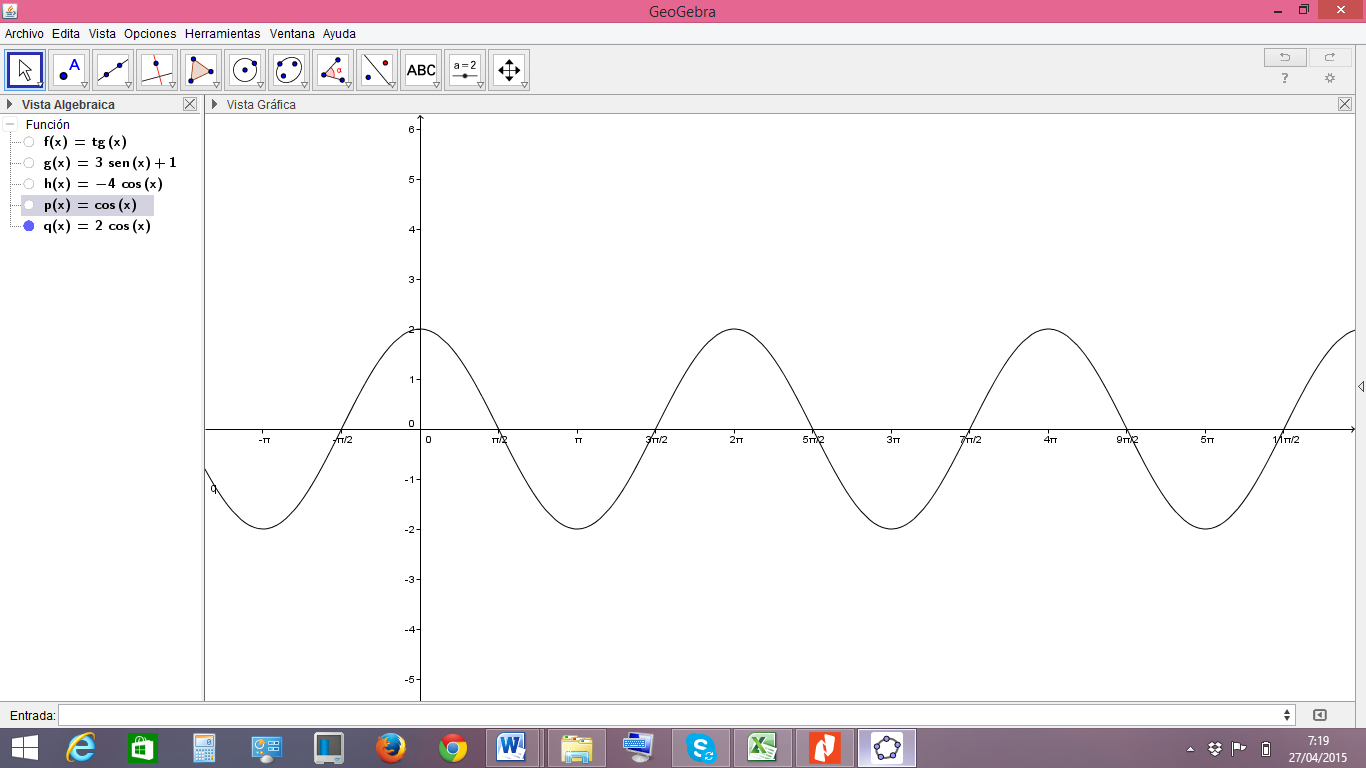 GeoGebra
Archivo Edita Vista Opciones Herramientas Ventana Ayuda
A
α
ABC
a = 2
?
Vista Algebraica
Vista Gráfica
Función
f(x) = tg (x)
g(x) = 3 sen (x) + 1
h(x) = −4 cos (x)
p(x) = cos (x)
q(x) = 2 cos (x)
6
5
4
3
2
1
0
-π -π/2 0 π/2 π 3π/2 2π 5π/2 3π 7π/2 4π 9π/2 5π 11π/2
-1
q
-2
-3
-4
-5
Entrada:
7:19
27/04/2015